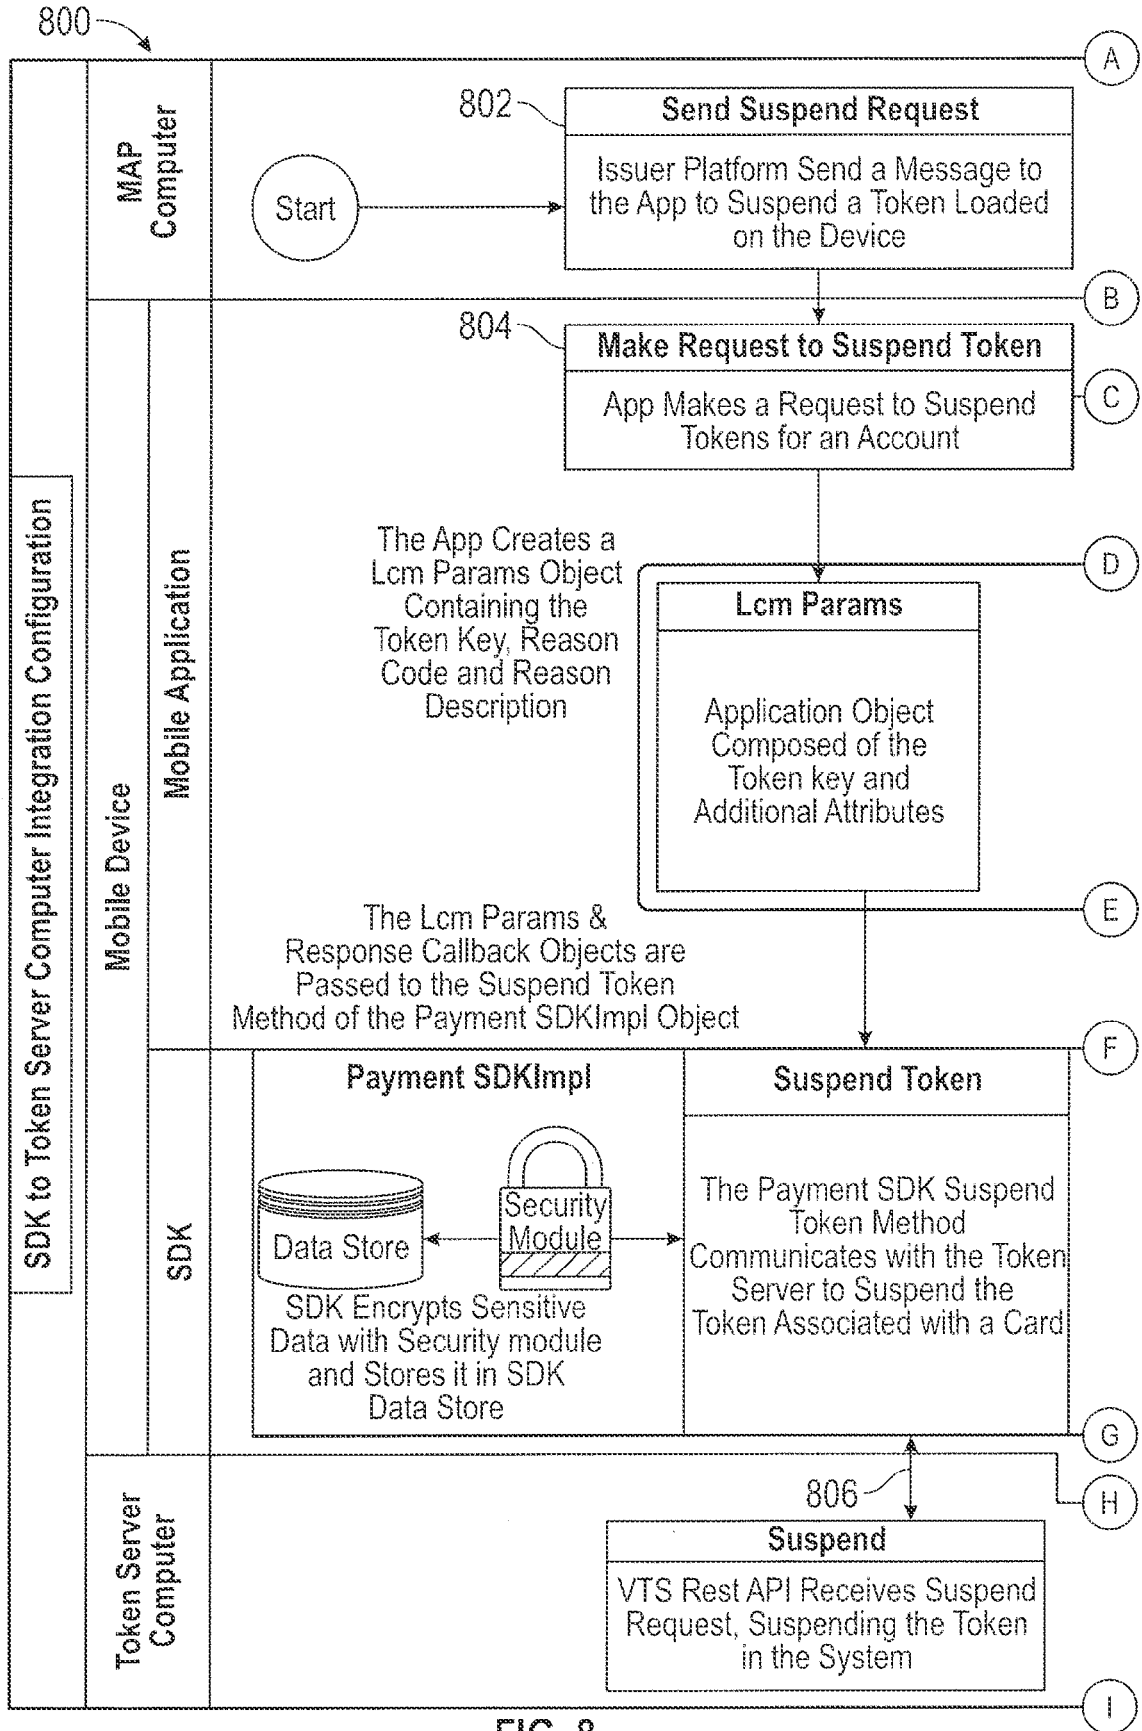 800
A
SDK to Token Server Computer Integration Configuration
MAP
Computer
Start
802
Send Suspend Request
Issuer Platform Send a Message to
the App to Suspend a Token Loaded
on the Device
B
Mobile Device
Mobile Application
804
Make Request to Suspend Token
App Makes a Request to Suspend
Tokens for an Account
C
The App Creates a
Lcm Params Object
Containing the
Token Key, Reason
Code and Reason
Description
D
Lcm Params
Application Object
Composed of the
Token key and
Additional Attributes
E
The Lcm Params &
Response Callback Objects are
Passed to the Suspend Token
Method of the Payment SDKImpl Object
F
SDK
Payment SDKImpl
Data Store
Security
Module
SDK Encrypts Sensitive
Data with Security module
and Stores it in SDK
Data Store
Suspend Token
The Payment SDK Suspend
Token Method
Communicates with the Token
Server to Suspend the
Token Associated with a Card
G
806
H
Token Server
Computer
Suspend
VTS Rest API Receives Suspend
Request, Suspending the Token
in the System
I
FIG. 8